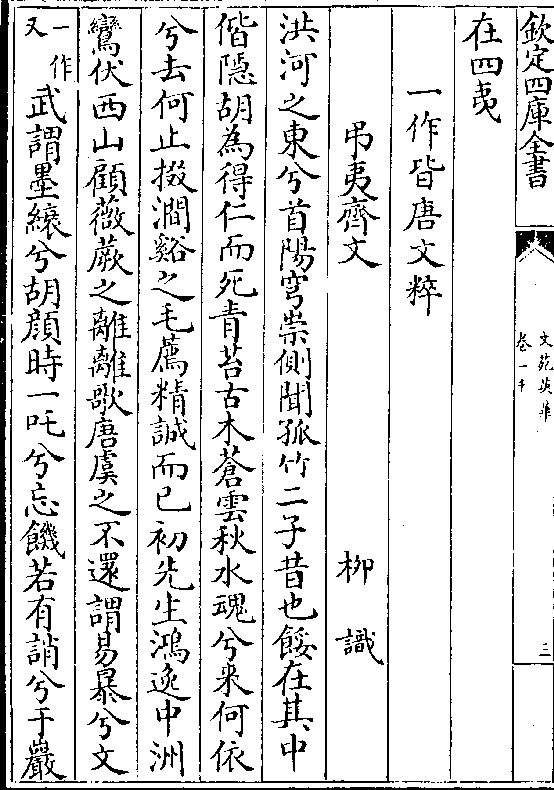 欽定四庫全書
文苑英華
卷一千
三
在四夷
一作皆唐文粹
弔夷齊文
柳識
洪河之東兮首陽穹崇側聞孤竹二子昔也餒在其中
偕隱胡為得仁而死青苔古木蒼雲秋水魂兮来何依
兮去何止掇澗谿之毛薦精誠而已初先生鴻逸中洲
鸞伏西山顧薇蕨之離離歌唐虞之不還謂易暴兮文
一作又武謂墨縗兮胡顔時一吒兮忘饑若有誚兮于巖